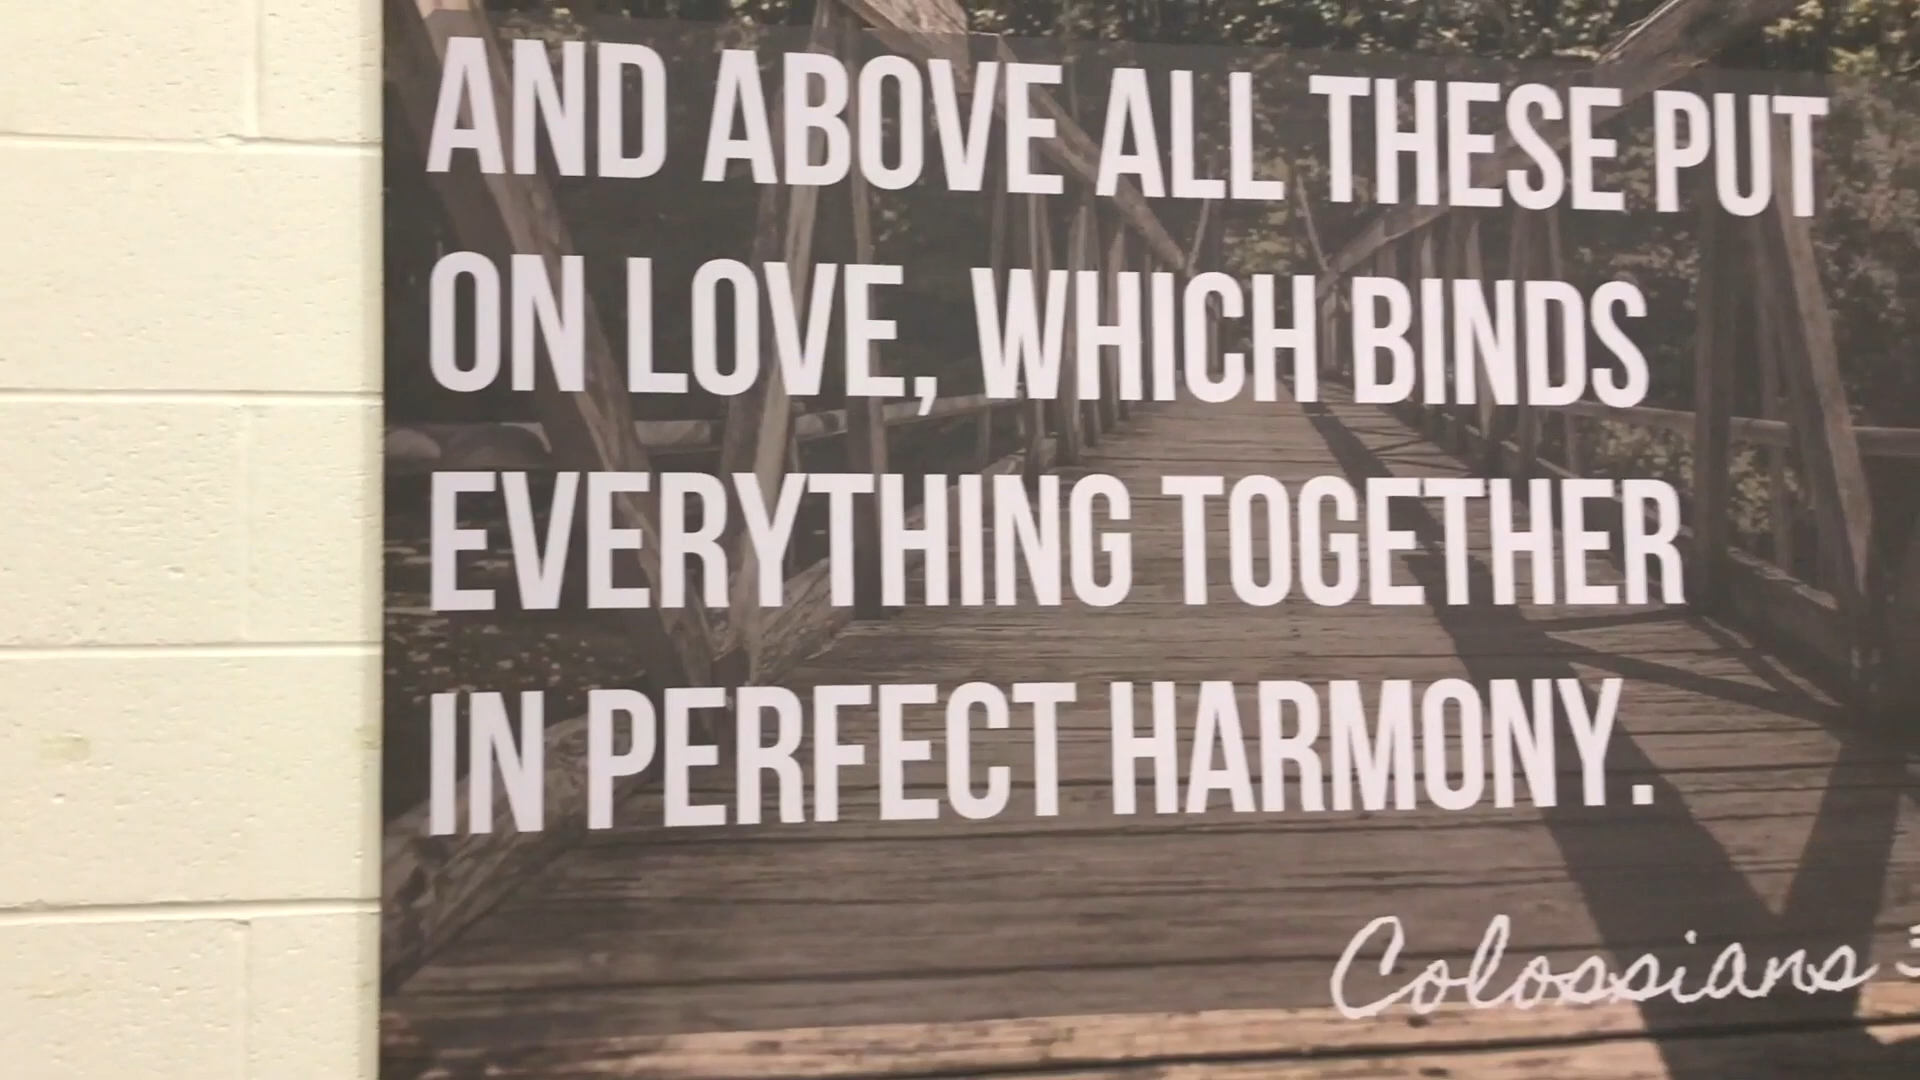 AND ABOVE ALL THESE PUT
ON LOVE, WHICH BINDS
EVERYTHING TOGETHER
IN PERFECT HARMONY.
Colossians